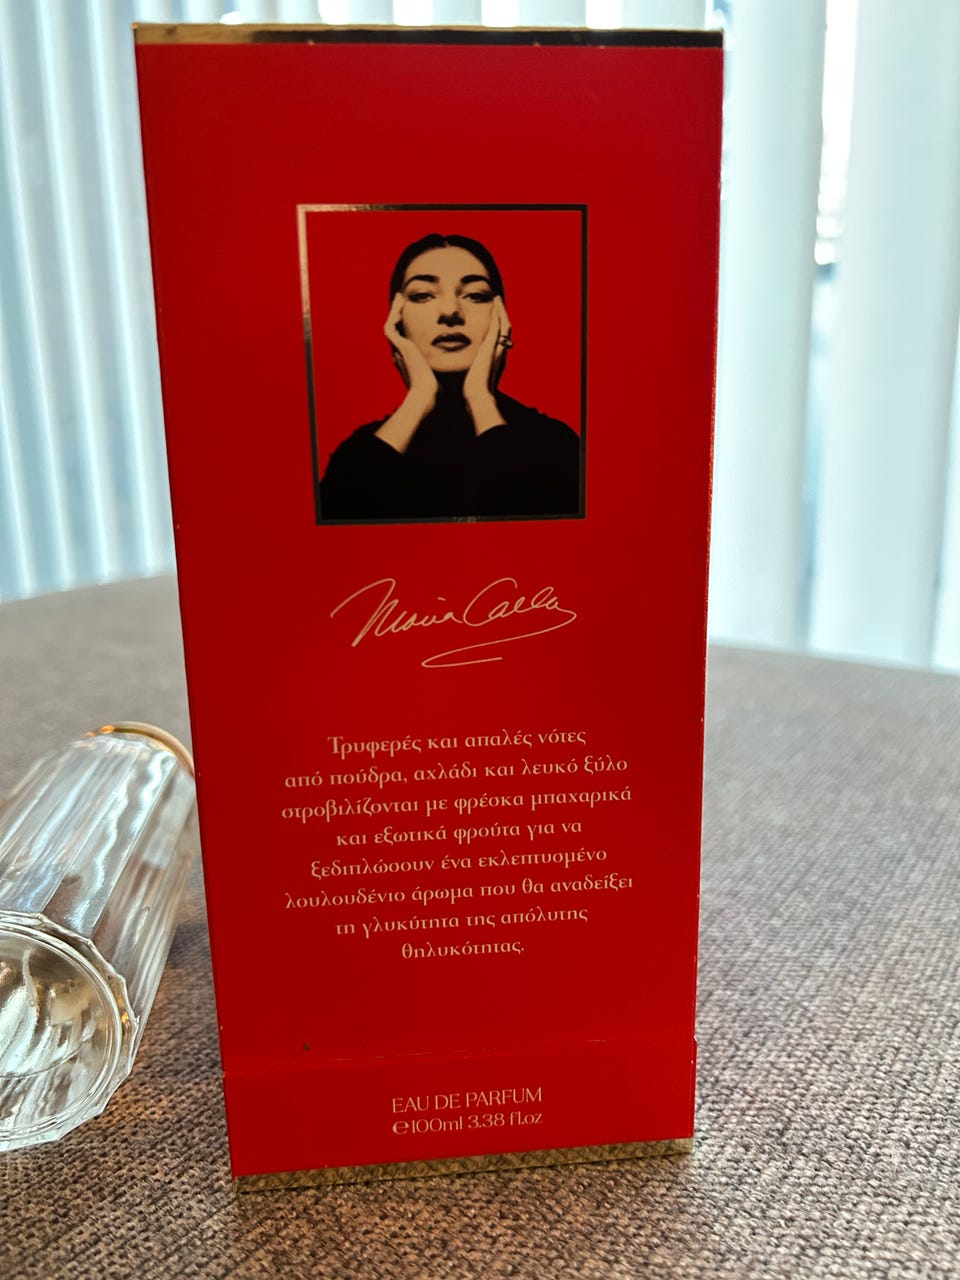 Maria Callas
Τρυφερές και απαλές νότες
από πούδρα, αχλάδι και λευκό ξύλο
στροβιλίζονται με φρέσκα μπαχαρικά
και εξωτικά φρούτα για να
ξεδιπλώσουν ένα εκλεπτυσμένο
λουλουδένιο άρωμα που θα αναδείξει
τη γλυκύτητα της απόλυτης
θηλυκότητας.
EAU DE PARFUM
℮100ml 3.38 fl.oz